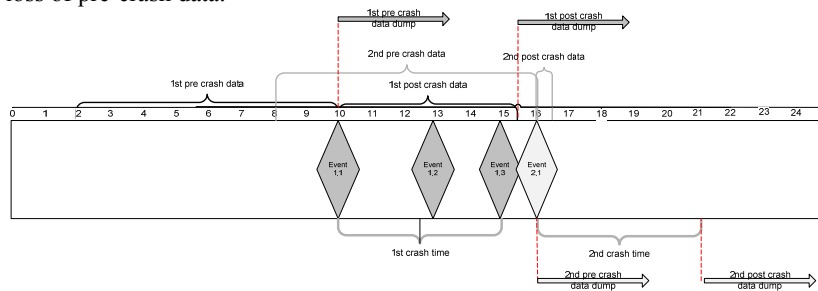 loss of pre-crash data.
1st pre crash
data dump
1st post crash
data dump
2nd pre crash data
2nd post crash data
1st pre crash data
1st post crash data
0 1 2 3 4 5 6 7 8 9 10 11 12 13 14 15 16 17 18 19 20 21 22 23 24
Event
1,1
Event
1,2
Event
1,3
Event
2,1
1st crash time
2nd crash time
2nd pre crash
data dump
2nd post crash
data dump